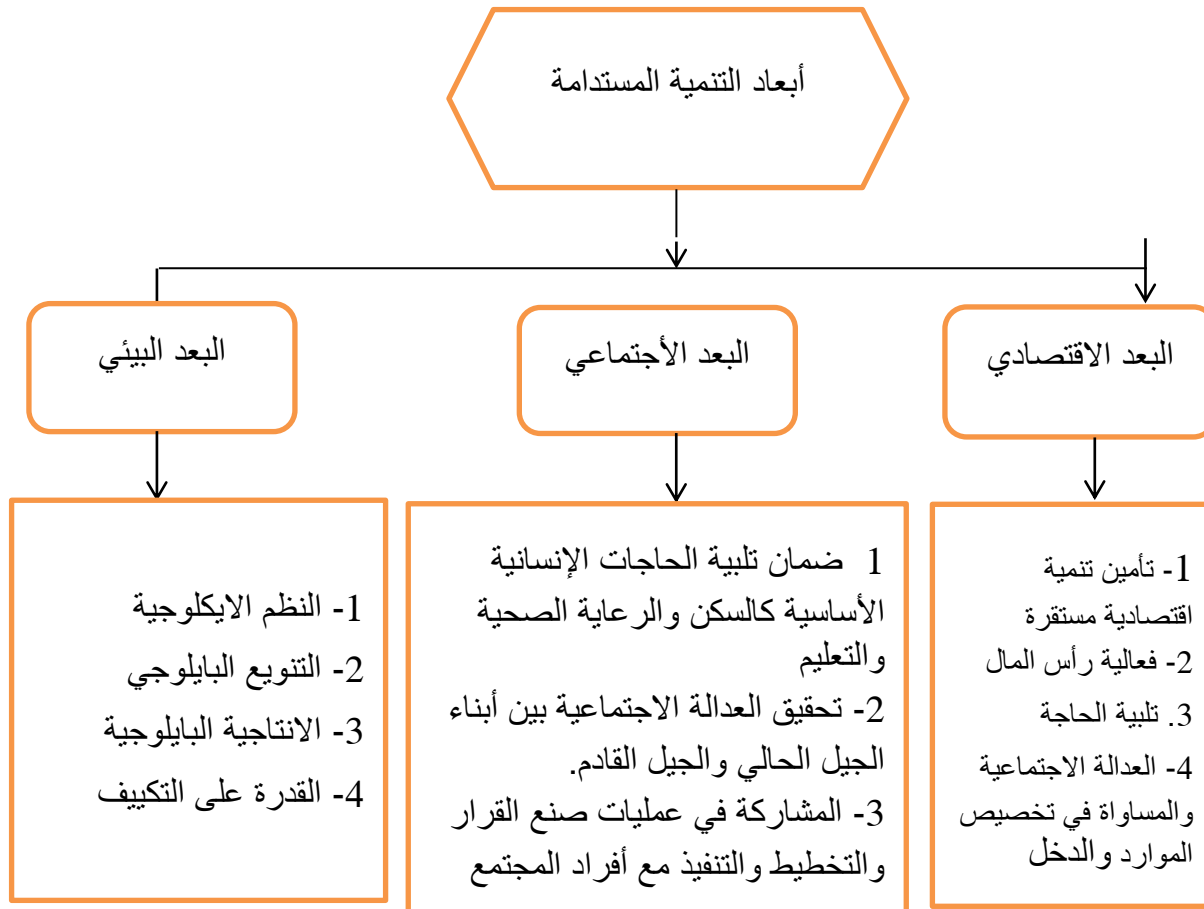 أبعاد التنمية المستدامة
البعد الاقتصادي
البعد الأجتماعي
البعد البيئي
1- تأمين تنمية
اقتصادية مستقرة
2- فعالية رأس المال
3. تلبية الحاجة
4- العدالة الاجتماعية
والمساواة في تخصيص
الموارد والدخل
1 ضمان تلبية الحاجات الإنسانية
الأساسية كالسكن والرعاية الصحية
والتعليم
2- تحقيق العدالة الاجتماعية بين أبناء
الجيل الحالي والجيل القادم.
3- المشاركة في عمليات صنع القرار
والتخطيط والتنفيذ مع أفراد المجتمع
1- النظم الايكلوجية
2- التنويع البايلوجي
3- الانتاجية البايلوجية
4- القدرة على التكييف